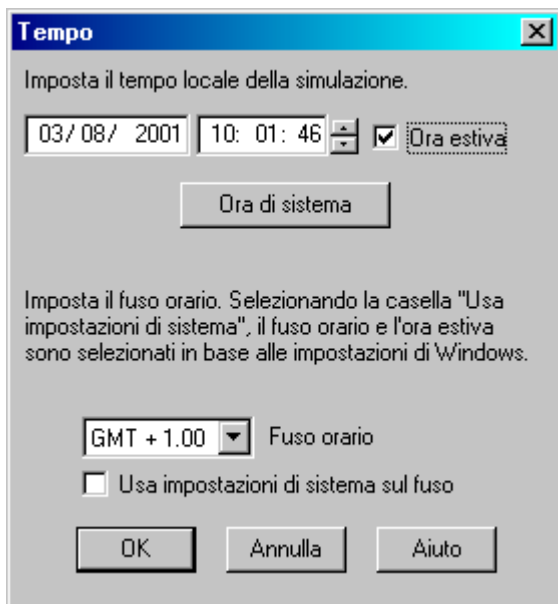 Tempo
Imposta il tempo locale della simulazione.
03/08/ 2001 10: 01: 46 Ora estiva
Ora di sistema
Imposta il fuso orario. Selezionando la casella "Usa
impostazioni di sistema", il fuso orario e l'ora estiva
sono selezionati in base alle impostazioni di Windows.
GMT + 1.00 Fuso orario
Usa impostazioni di sistema sul fuso
OK Annulla Aiuto